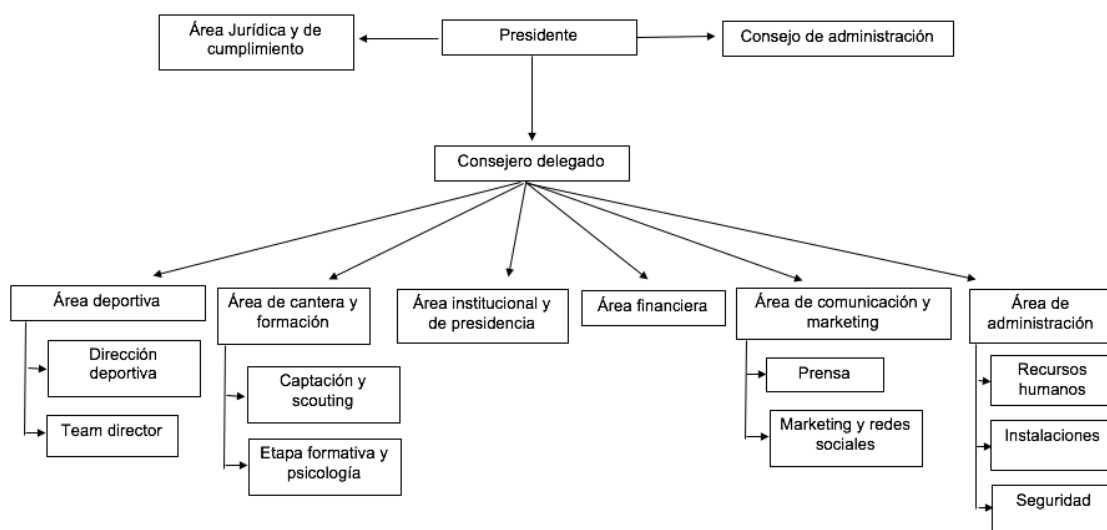 Área Jurídica y de
cumplimiento
Presidente
Consejo de administración
Consejero delegado
Área deportiva
Área de cantera y
formación
Área institucional y
de presidencia
Área financiera
Área de comunicación y
marketing
Área de
administración
Dirección
deportiva
Team director
Captación y
scouting
Etapa formativa y
psicología
Prensa
Marketing y redes
sociales
Recursos
humanos
Instalaciones
Seguridad